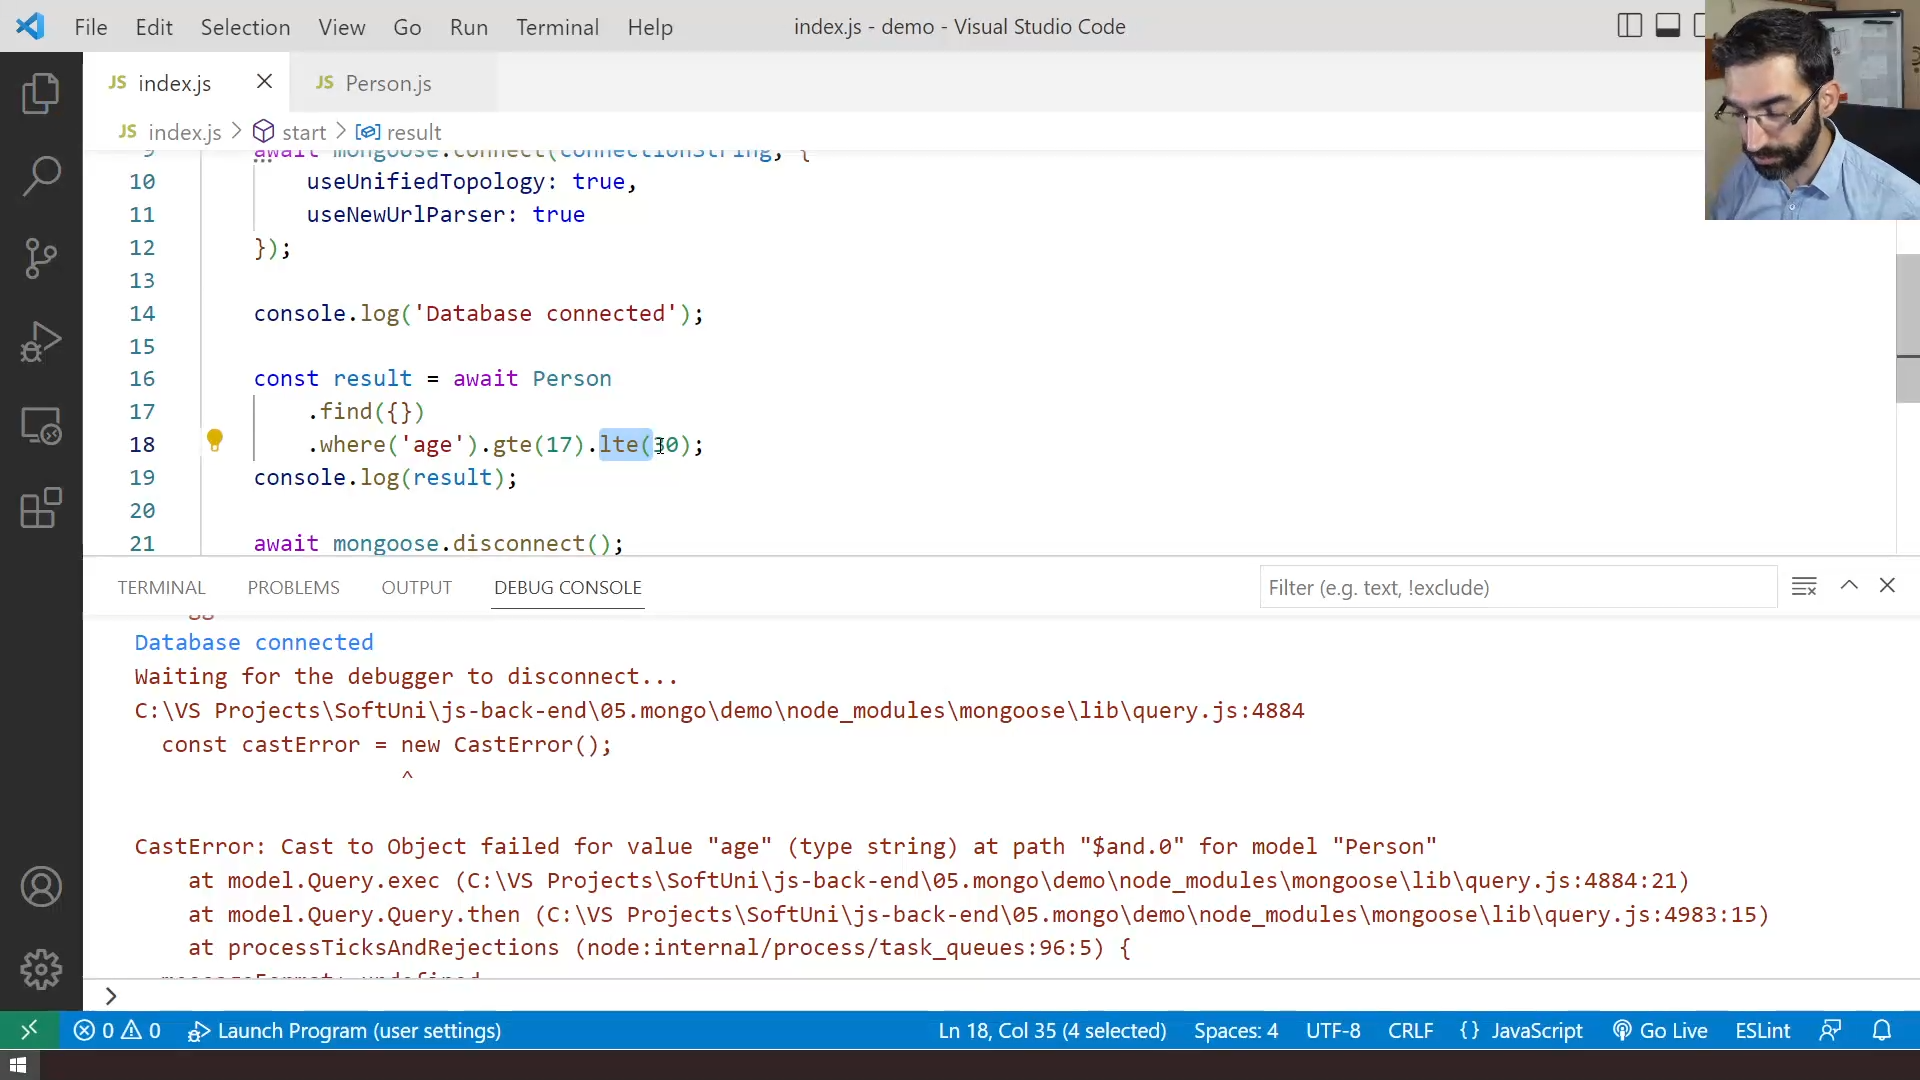 File Edit Selection View Go Run Terminal Help
index.js - demo - Visual Studio Code
JS index.js
JS Person.js
JS index.js > start > result
9 await mongoose.connect(connectionString, {
10 useUnifiedTopology: true,
11 useNewUrlParser: true
12 });
13
14 console.log('Database connected');
15
16 const result = await Person
17 .find({})
18 .where('age').gte(17).lte(30);
19 console.log(result);
20
21 await mongoose.disconnect();
TERMINAL PROBLEMS OUTPUT DEBUG CONSOLE
Filter (e.g. text, !exclude)
Database connected
Waiting for the debugger to disconnect...
C:\VS Projects\SoftUni\js-back-end\05.mongo\demo\node_modules\mongoose\lib\query.js:4884
const castError = new CastError();
^
CastError: Cast to Object failed for value "age" (type string) at path "$and.0" for model "Person"
at model.Query.exec (C:\VS Projects\SoftUni\js-back-end\05.mongo\demo\node_modules\mongoose\lib\query.js:4884:21)
at model.Query.Query.then (C:\VS Projects\SoftUni\js-back-end\05.mongo\demo\node_modules\mongoose\lib\query.js:4983:15)
at processTicksAndRejections (node:internal/process/task_queues:96:5) {
messageFormat: undefined
>
0 0 Launch Program (user settings) Ln 18, Col 35 (4 selected) Spaces: 4 UTF-8 CRLF {} JavaScript Go Live ESLint